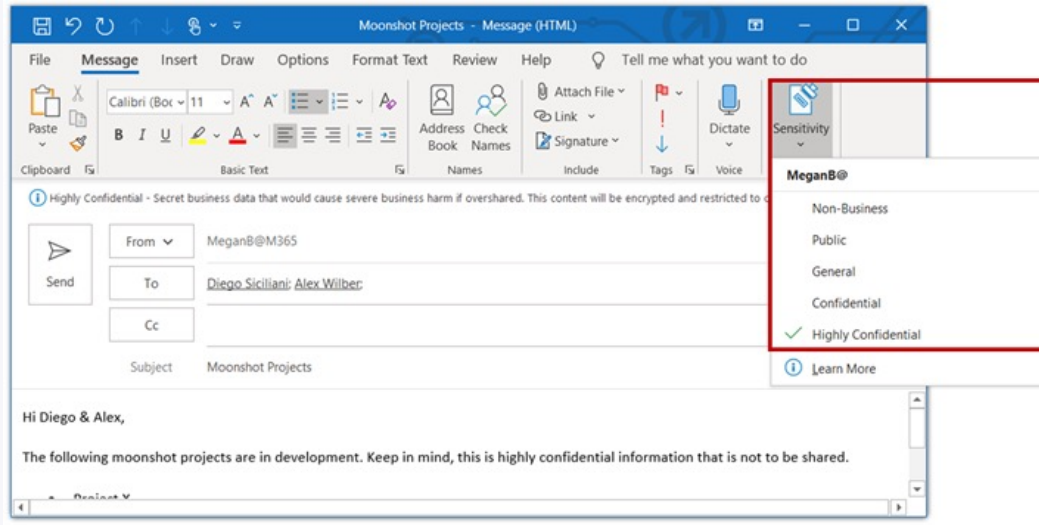 Moonshot Projects - Message (HTML)
File Message Insert Draw Options Format Text Review Help Tell me what you want to do
Paste
Calibri (Boc 11 A^ A˅
B I U A
Address Book
Check Names
Attach File
Link
Signature
Dictate
Sensitivity
Clipboard Basic Text Names Include Tags Voice
MeganB@
Non-Business
Public
General
Confidential
Highly Confidential
Learn More
Highly Confidential - Secret business data that would cause severe business harm if overshared. This content will be encrypted and restricted to
Send
From MeganB@M365
To Diego Siciliani; Alex Wilber;
Cc
Subject Moonshot Projects
Hi Diego & Alex,
The following moonshot projects are in development. Keep in mind, this is highly confidential information that is not to be shared.
• Project X